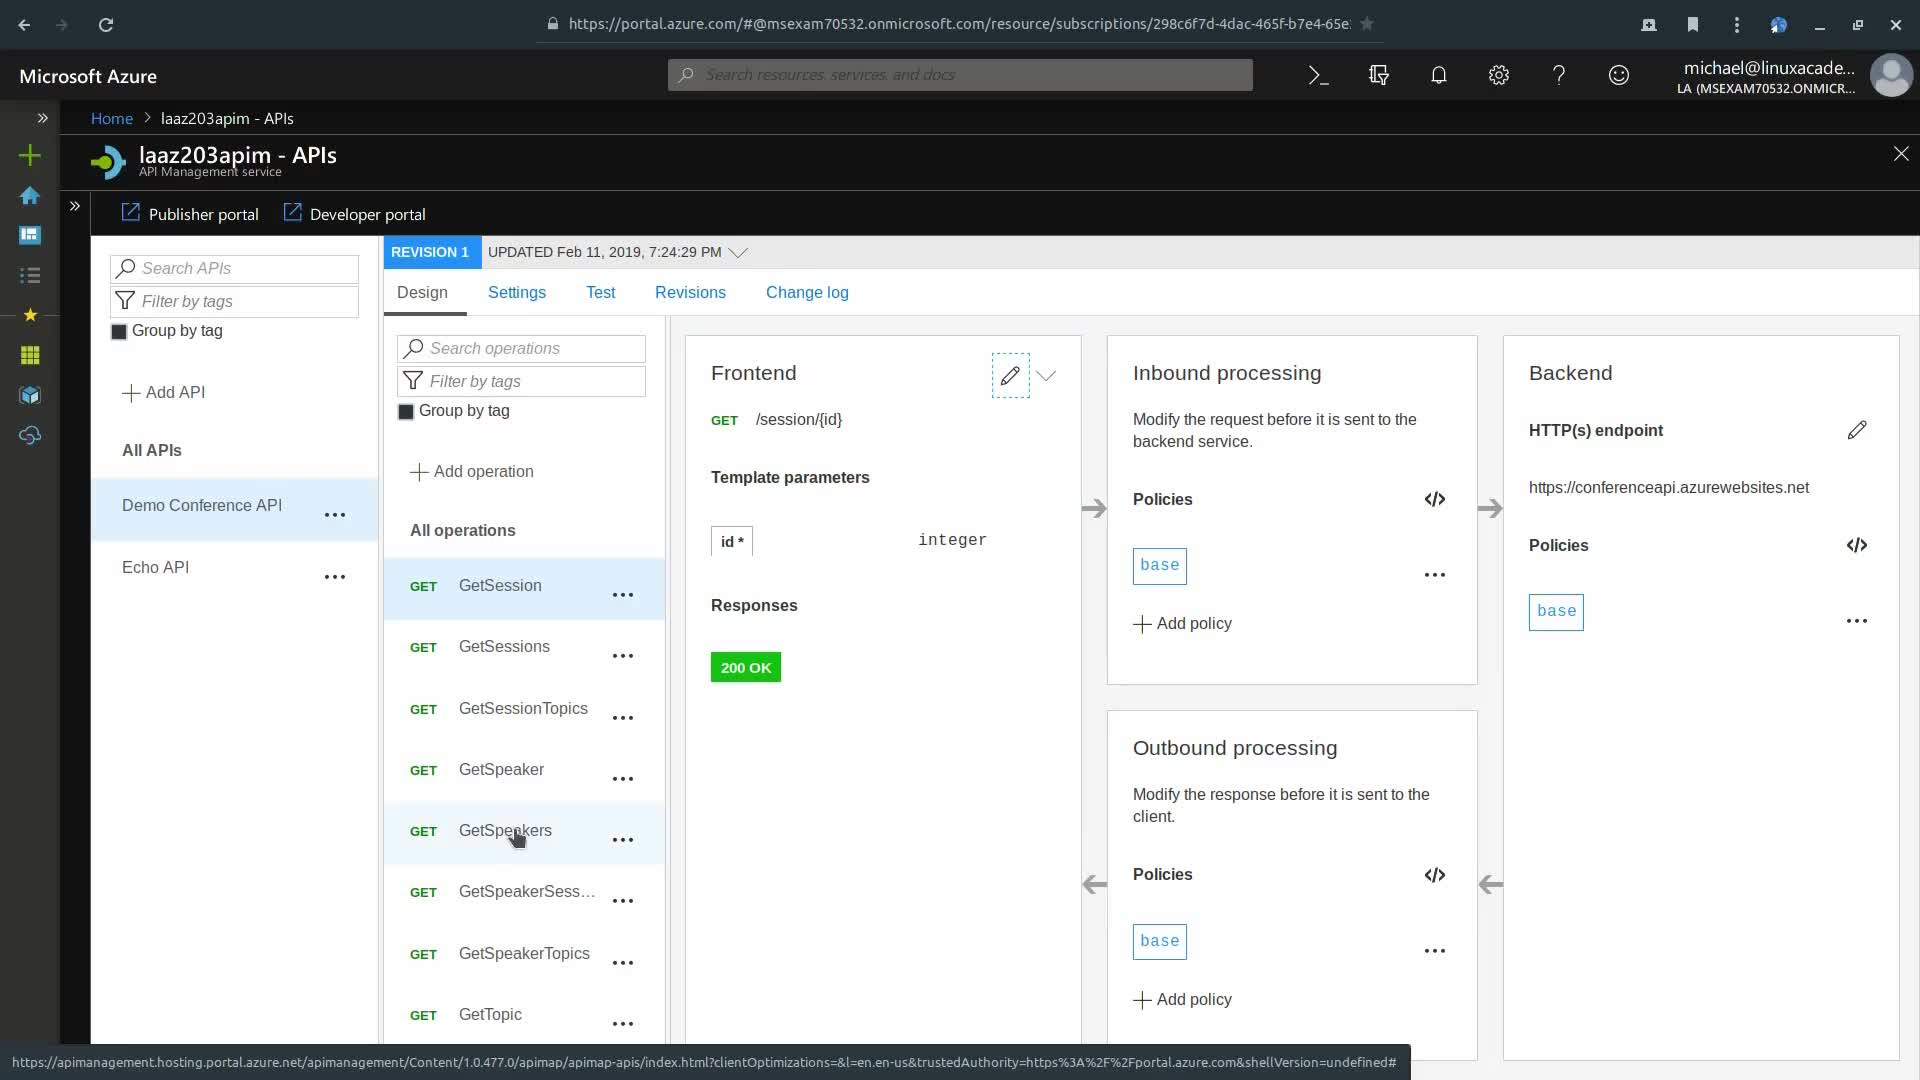 https://portal.azure.com/#@msexam70532.onmicrosoft.com/resource/subscriptions/298c6f7d-4dac-465f-b7e4-65e
Microsoft Azure
Search resources, services, and docs
michael@linuxacade...
LA (MSEXAM70532.ONMICR...
Home > laaz203apim - APIs
laaz203apim - APIs
API Management service
Publisher portal
Developer portal
REVISION 1
UPDATED Feb 11, 2019, 7:24:29 PM
Search APIs
Filter by tags
Group by tag
Add API
All APIs
Demo Conference API
Echo API
Design
Settings
Test
Revisions
Change log
Search operations
Filter by tags
Group by tag
Add operation
All operations
GET GetSession
GET GetSessions
GET GetSessionTopics
GET GetSpeaker
GET GetSpeakers
GET GetSpeakerSess...
GET GetSpeakerTopics
GET GetTopic
Frontend
GET /session/{id}
Template parameters
id * integer
Responses
200 OK
Inbound processing
Modify the request before it is sent to the
backend service.
Policies
base
Add policy
Outbound processing
Modify the response before it is sent to the
client.
Policies
base
Add policy
Backend
HTTP(s) endpoint
https://conferenceapi.azurewebsites.net
Policies
base
https://apimanagement.hosting.portal.azure.net/apimanagement/Content/1.0.477.0/apimap/apimap-apis/index.html?clientOptimizations=&l=en.en-us&trustedAuthority=https%3A%2F%2Fportal.azure.com&shellVersion=undefined#